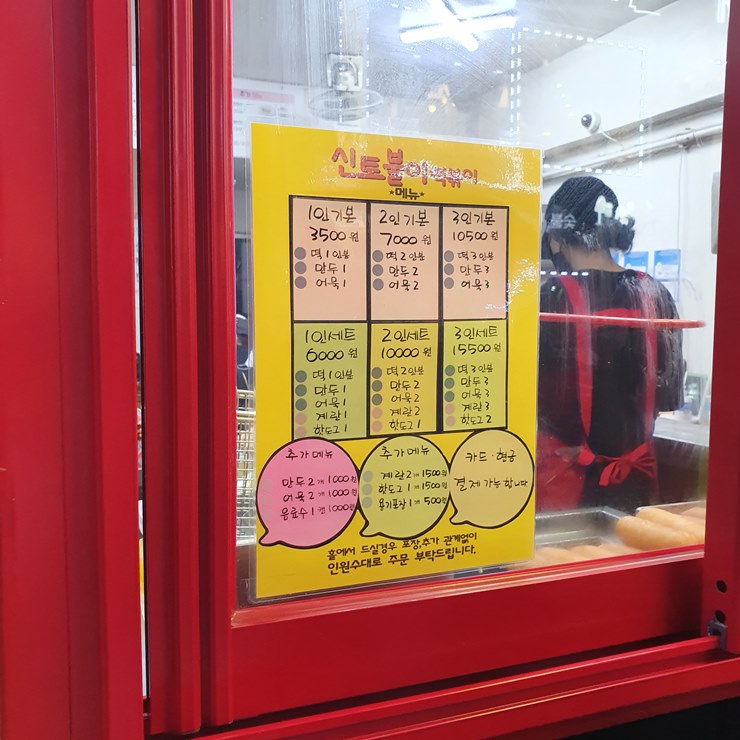 신토불이 떡볶이
*메뉴*
1인기본
3500원
떡 1인분
만두 1
어묵 1
2인기본
7000원
떡 2인분
만두 2
어묵 2
3인기본
10500원
떡 3인분
만두 3
어묵 3
1인세트
6000원
떡 1인분
만두 1
어묵 1
계란 1
핫도그 1
2인세트
10000원
떡 2인분
만두 2
어묵 2
계란 2
핫도그 2
3인세트
15500원
떡 3인분
만두 3
어묵 3
계란 3
핫도그 2
추가메뉴
만두 2개 1000원
어묵 2개 1000원
음료수 1캔 1000원
추가메뉴
계란 2개 1500원
핫도그 1개 1500원
용기포장 1개 500원
카드·현금
결제 가능합니다
홀에서 드실경우 포장,추가 관계없이
인원수대로 주문 부탁드립니다.